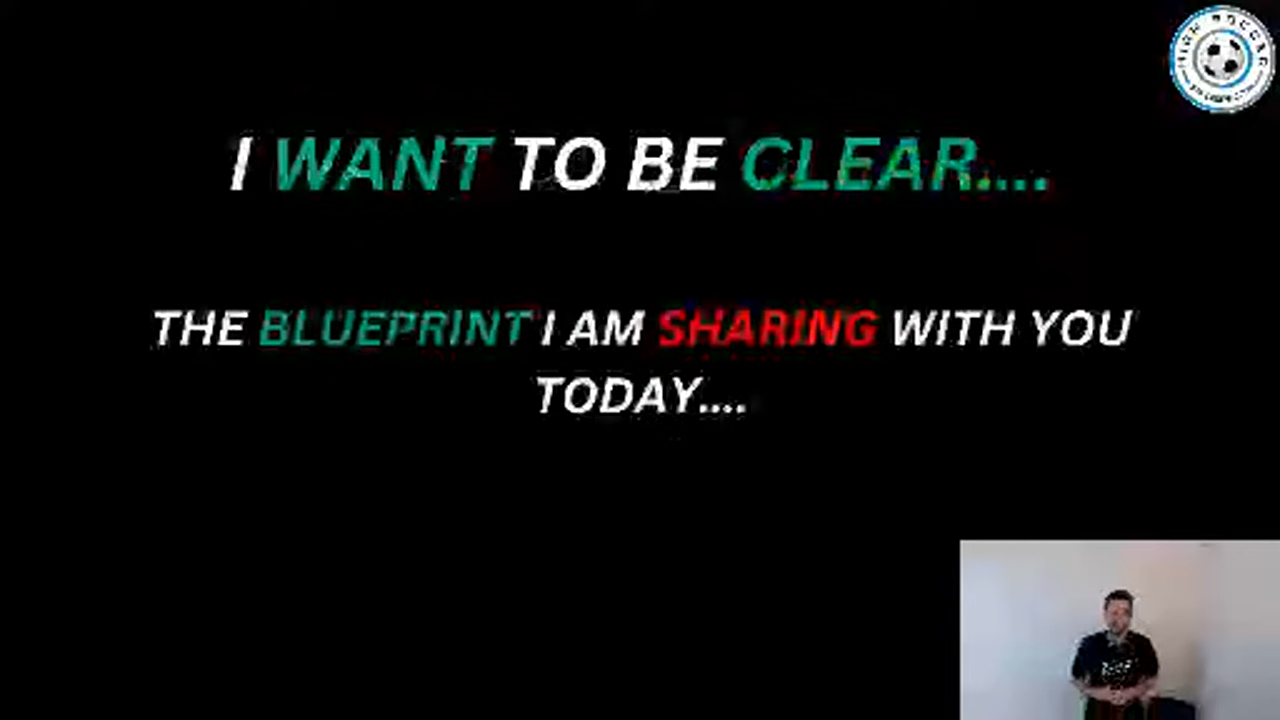 I WANT TO BE CLEAR....
THE BLUEPRINT I AM SHARING WITH YOU
TODAY....